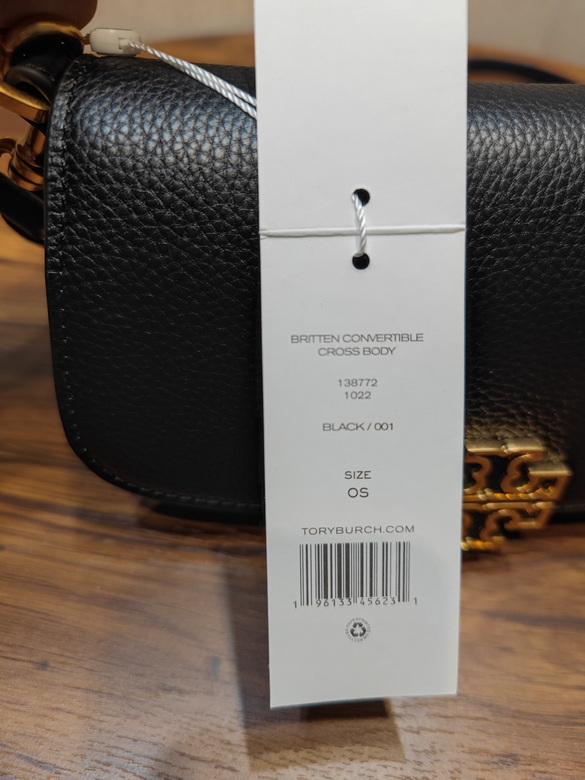 BRITTEN CONVERTIBLE
CROSS BODY
138772
1022
BLACK / 001
SIZE
OS
TORYBURCH.COM
1 96133 45623 1